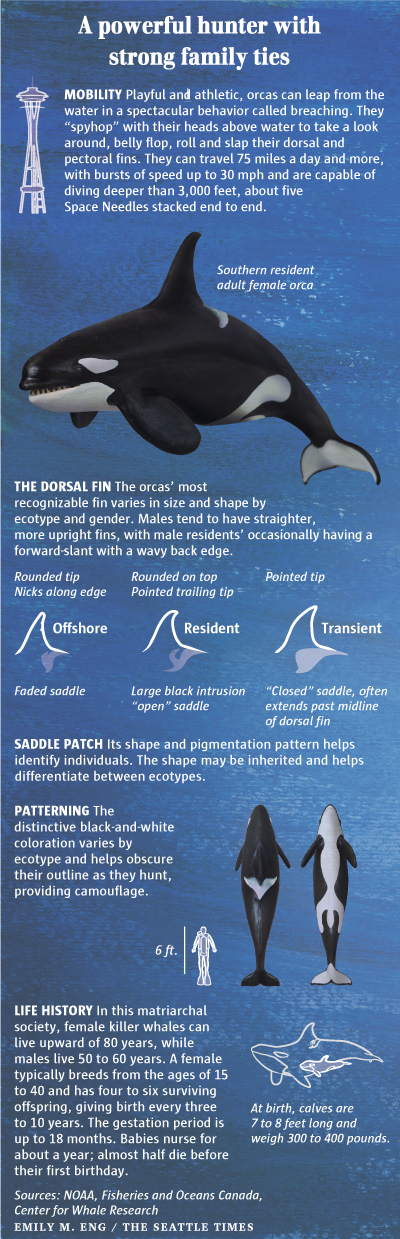 A powerful hunter with
strong family ties
MOBILITY Playful and athletic, orcas can leap from the
water in a spectacular behavior called breaching. They
“spyhop” with their heads above water to take a look
around, belly flop, roll and slap their dorsal and
pectoral fins. They can travel 75 miles a day and more,
with bursts of speed up to 30 mph and are capable of
diving deeper than 3,000 feet, about five
Space Needles stacked end to end.
Southern resident
adult female orca
THE DORSAL FIN The orcas’ most
recognizable fin varies in size and shape by
ecotype and gender. Males tend to have straighter,
more upright fins, with male residents’ occasionally having a
forward-slant with a wavy back edge.
Rounded tip
Nicks along edge
Offshore
Faded saddle
Rounded on top
Pointed trailing tip
Resident
Large black intrusion
“open” saddle
Pointed tip
Transient
“Closed” saddle, often
extends past midline
of dorsal fin
SADDLE PATCH Its shape and pigmentation pattern helps
identify individuals. The shape may be inherited and helps
differentiate between ecotypes.
PATTERNING The
distinctive black-and-white
coloration varies by
ecotype and helps obscure
their outline as they hunt,
providing camouflage.
6 ft.
LIFE HISTORY In this matriarchal
society, female killer whales can
live upward of 80 years, while
males live 50 to 60 years. A female
typically breeds from the ages of 15
to 40 and has four to six surviving
offspring, giving birth every three
to 10 years. The gestation period is
up to 18 months. Babies nurse for
about a year; almost half die before
their first birthday.
At birth, calves are
7 to 8 feet long and
weigh 300 to 400 pounds.
Sources: NOAA, Fisheries and Oceans Canada,
Center for Whale Research
EMILY M. ENG / THE SEATTLE TIMES